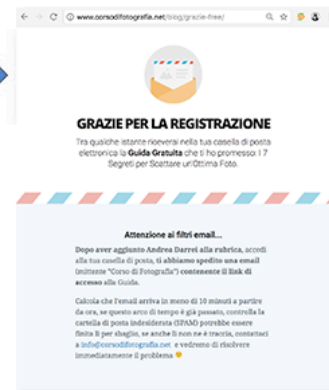 www.corsodifotografia.net/blog/grazie-free/
GRAZIE PER LA REGISTRAZIONE
Tra qualche istante riceverai nella tua casella di posta
elettronica la Guida Gratuita che ti ho promesso: I 7
Segreti per Scattare un'Ottima Foto.
Attenzione ai filtri email...
Dopo aver aggiunto Andrea Darrei alla rubrica, accedi
alla tua casella di posta, ti abbiamo spedito una email
(mittente "Corso di Fotografia") contenente il link di
accesso alla Guida.
Calcola che l'email arriva in meno di 10 minuti a partire
da ora, se questo arco di tempo è già passato, controlla la
cartella di posta indesiderata (SPAM) potrebbe essere
finita lì per sbaglio, se anche lì non ne è traccia, contattaci
a info@corsodifotografia.net e vedremo di risolvere
immediatamente il problema